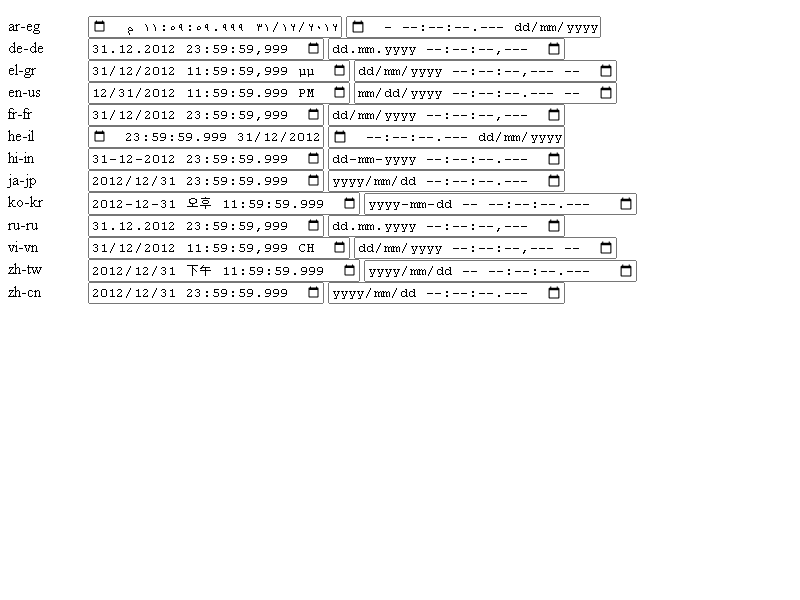 ar-eg ٣١/١٢/٢٠١٢ ١١:٥٩:٥٩.٩٩٩ م dd/mm/yyyy --:--:--.--- -
de-de 31.12.2012 23:59:59,999 dd.mm.yyyy --:--:--,---
el-gr 31/12/2012 11:59:59,999 μμ dd/mm/yyyy --:--:--,--- --
en-us 12/31/2012 11:59:59.999 PM mm/dd/yyyy --:--:--.--- --
fr-fr 31/12/2012 23:59:59,999 dd/mm/yyyy --:--:--,---
he-il 23:59:59.999 31/12/2012 --:--:--.--- dd/mm/yyyy
hi-in 31-12-2012 23:59:59.999 dd-mm-yyyy --:--:--.---
ja-jp 2012/12/31 23:59:59.999 yyyy/mm/dd --:--:--.---
ko-kr 2012-12-31 오후 11:59:59.999 yyyy-mm-dd -- --:--:--.---
ru-ru 31.12.2012 23:59:59,999 dd.mm.yyyy --:--:--,---
vi-vn 31/12/2012 11:59:59,999 CH dd/mm/yyyy --:--:--,--- --
zh-tw 2012/12/31 下午 11:59:59.999 yyyy/mm/dd -- --:--:--.---
zh-cn 2012/12/31 23:59:59.999 yyyy/mm/dd --:--:--.---